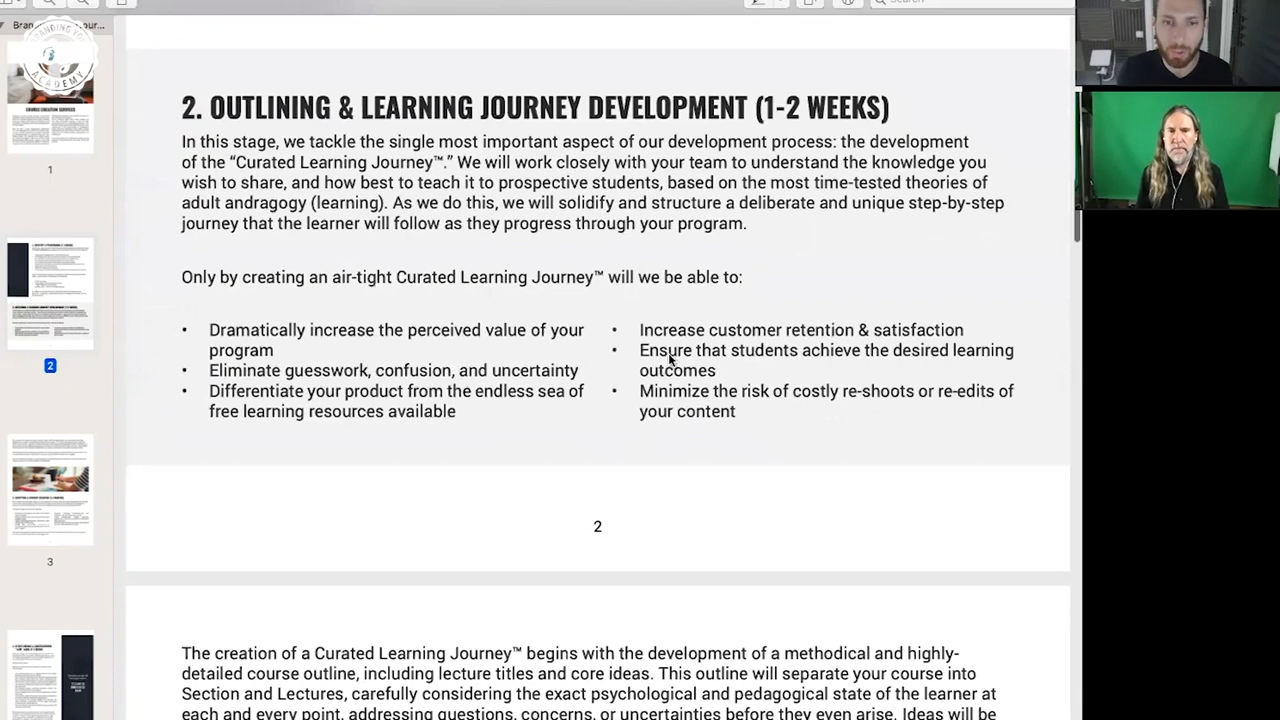 Search
BRANDING YOU
ACADEMY
COURSE CREATION SERVICES
1
2
3
2. OUTLINING & LEARNING JOURNEY DEVELOPMENT (1-2 WEEKS)
In this stage, we tackle the single most important aspect of our development process: the development
of the “Curated Learning Journey™.” We will work closely with your team to understand the knowledge you
wish to share, and how best to teach it to prospective students, based on the most time-tested theories of
adult andragogy (learning). As we do this, we will solidify and structure a deliberate and unique step-by-step
journey that the learner will follow as they progress through your program.
Only by creating an air-tight Curated Learning Journey™ will we be able to:
• Dramatically increase the perceived value of your
program
• Eliminate guesswork, confusion, and uncertainty
• Differentiate your product from the endless sea of
free learning resources available
• Increase customer retention & satisfaction
• Ensure that students achieve the desired learning
outcomes
• Minimize the risk of costly re-shoots or re-edits of
your content
2
The creation of a Curated Learning Journey™ begins with the development of a methodical and highly-
detailed course outline, including lecture titles and core ideas. This outline will separate your course into
Section and Lectures, carefully considering the exact psychological and pedagogical state of the learner at
each and every point, addressing questions, concerns, or uncertainties before they even arise. Ideas will be